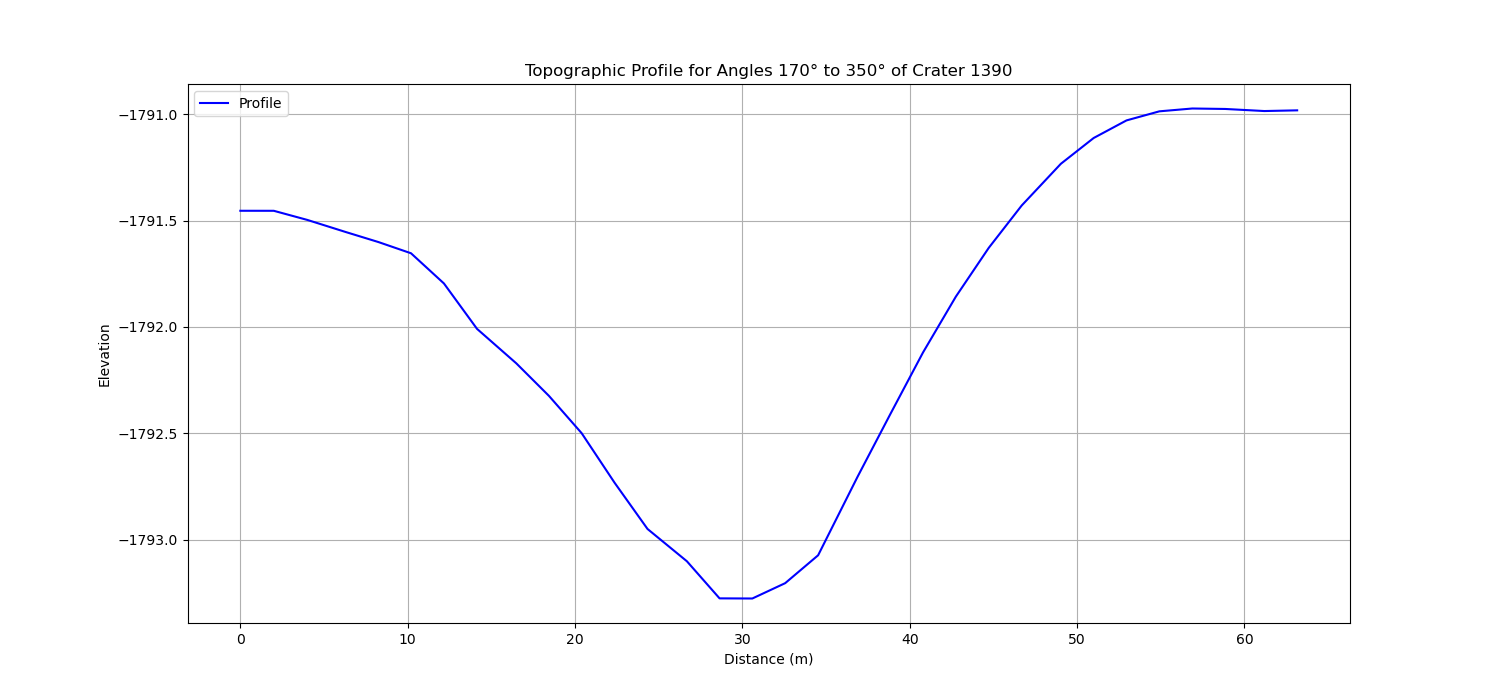 Topographic Profile for Angles 170° to 350° of Crater 1390
Profile
−1791.0
−1791.5
−1792.0
−1792.5
−1793.0
Elevation
0 10 20 30 40 50 60
Distance (m)